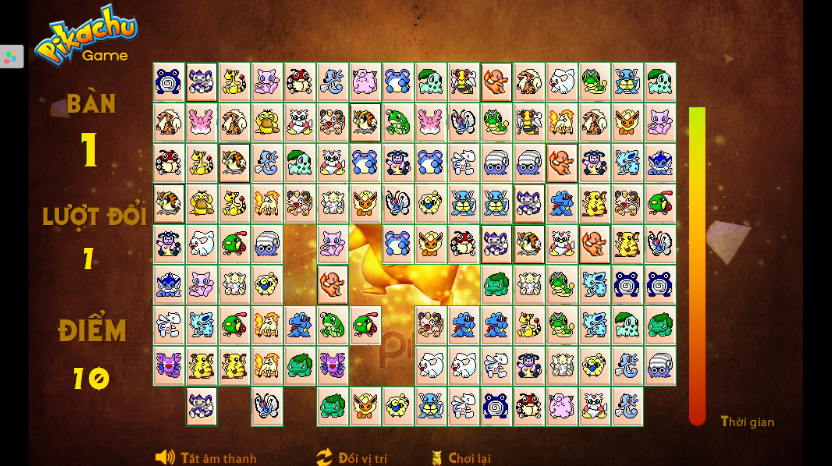 Pikachu
Game
BÀN
1
LƯỢT ĐỔI
1
ĐIỂM
10
Thời gian
Tắt âm thanh
Đổi vị trí
Chơi lại